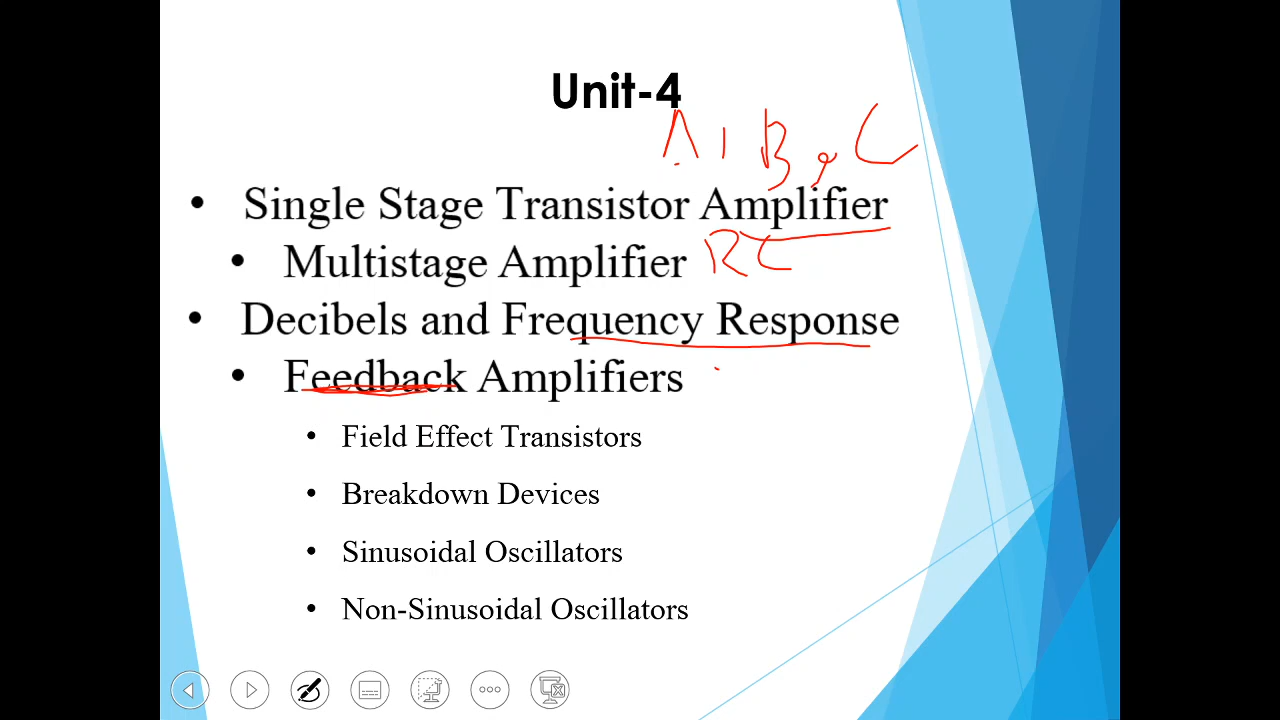 Unit-4
A, B, C
• Single Stage Transistor Amplifier
• Multistage Amplifier RC
• Decibels and Frequency Response
• Feedback Amplifiers
• Field Effect Transistors
• Breakdown Devices
• Sinusoidal Oscillators
• Non-Sinusoidal Oscillators